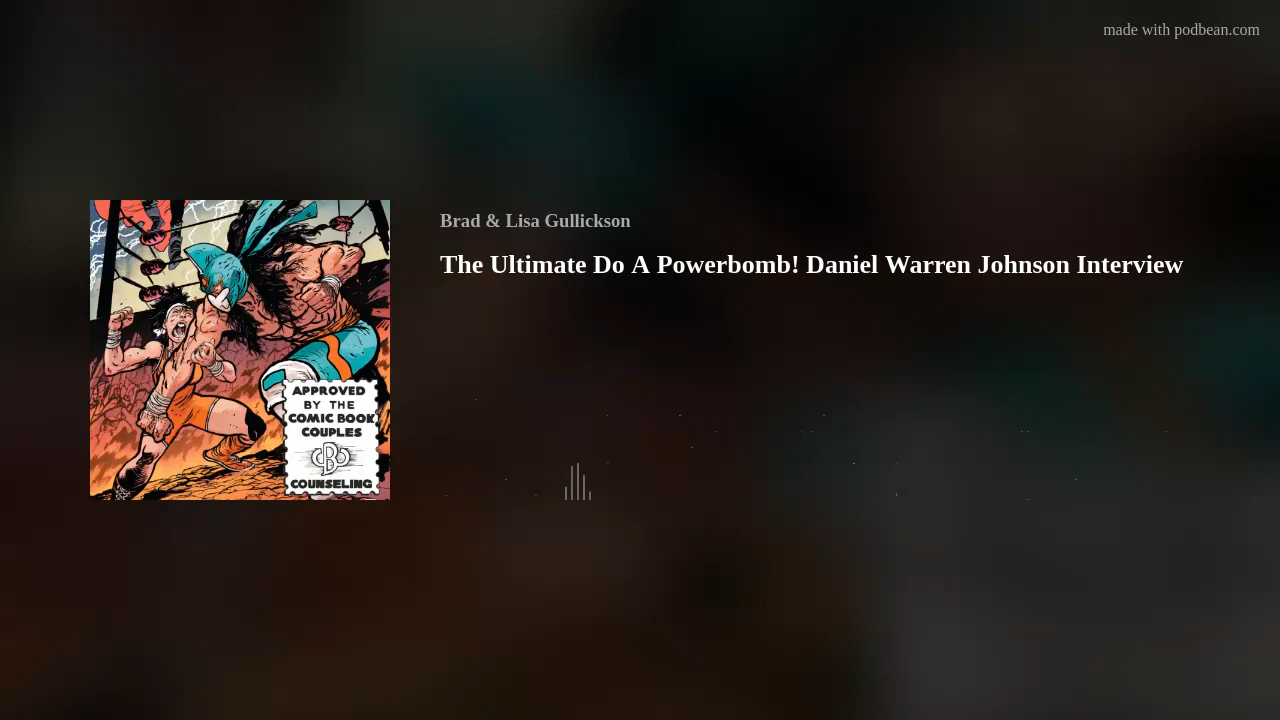 made with podbean.com
Brad & Lisa Gullickson
The Ultimate Do A Powerbomb! Daniel Warren Johnson Interview
APPROVED
BY THE
COMIC BOOK
COUPLES
CBCC
COUNSELING